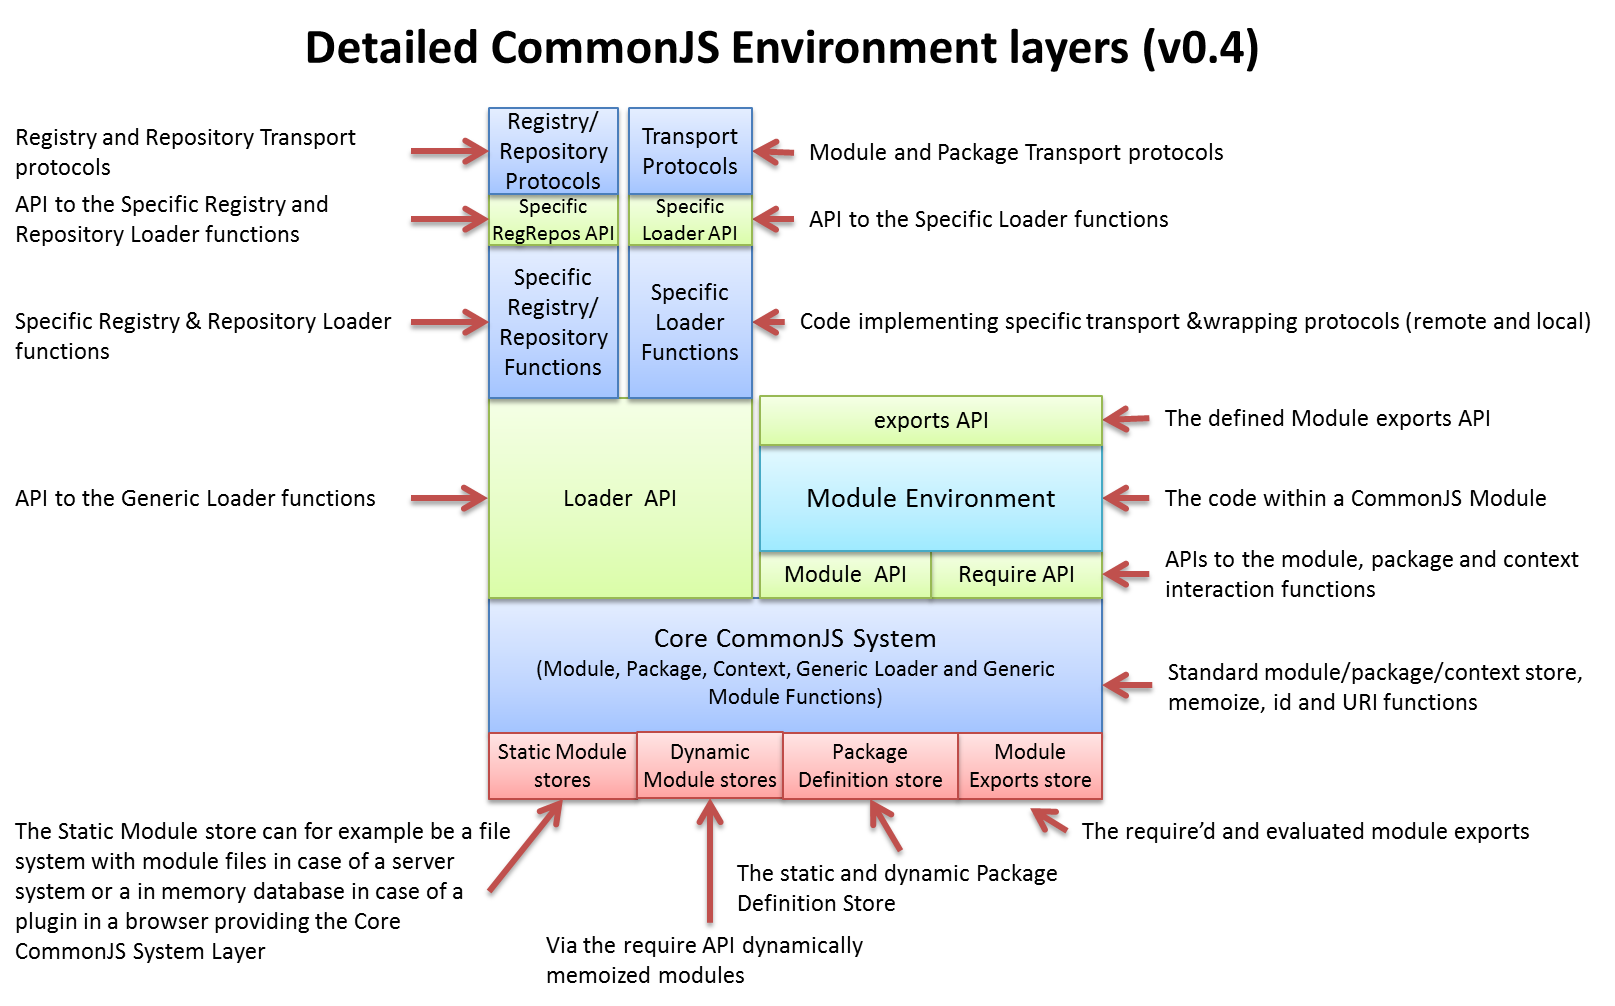 Detailed CommonJS Environment layers (v0.4)
Registry and Repository Transport
protocols
Registry/
Repository
Protocols
Transport
Protocols
Module and Package Transport protocols
API to the Specific Registry and
Repository Loader functions
Specific
RegRepos API
Specific
Loader API
API to the Specific Loader functions
Specific Registry & Repository Loader
functions
Specific
Registry/
Repository
Functions
Specific
Loader
Functions
Code implementing specific transport &wrapping protocols (remote and local)
exports API
The defined Module exports API
API to the Generic Loader functions
Loader API
Module Environment
The code within a CommonJS Module
Module API
Require API
APIs to the module, package and context
interaction functions
Core CommonJS System
(Module, Package, Context, Generic Loader and Generic
Module Functions)
Standard module/package/context store,
memoize, id and URI functions
Static Module
stores
Dynamic
Module stores
Package
Definition store
Module
Exports store
The Static Module store can for example be a file
system with module files in case of a server
system or a in memory database in case of a
plugin in a browser providing the Core
CommonJS System Layer
The require’d and evaluated module exports
The static and dynamic Package
Definition Store
Via the require API dynamically
memoized modules